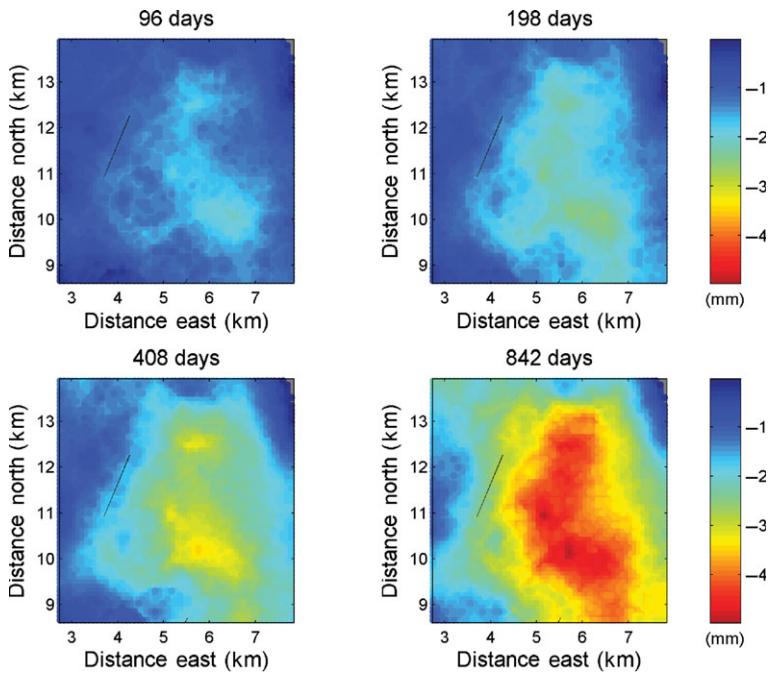 96 days
198 days
13
12
11
10
9
Distance north (km)
3 4 5 6 7
Distance east (km)
13
12
11
10
9
Distance north (km)
3 4 5 6 7
Distance east (km)
−1
−2
−3
−4
(mm)
408 days
842 days
13
12
11
10
9
Distance north (km)
3 4 5 6 7
Distance east (km)
13
12
11
10
9
Distance north (km)
3 4 5 6 7
Distance east (km)
−1
−2
−3
−4
(mm)